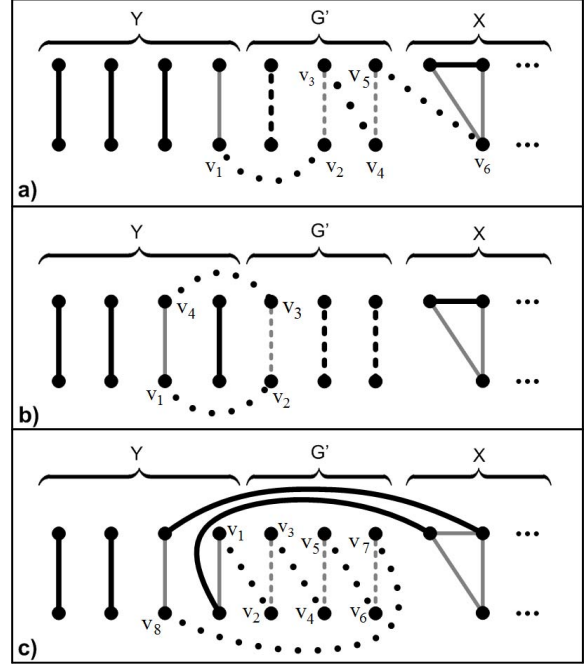 Y G' X
v3 v5
v1 v2 v4 v6
a)
Y G' X
v4 v3
v1 v2
b)
Y G' X
v1 v3 v5 v7
v8 v2 v4 v6
c)